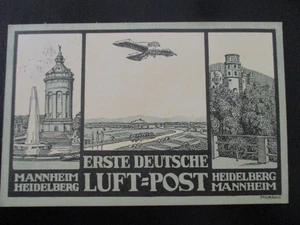 ERSTE DEUTSCHE
MANNHEIM
HEIDELBERG
LUFT=POST
HEIDELBERG
MANNHEIM